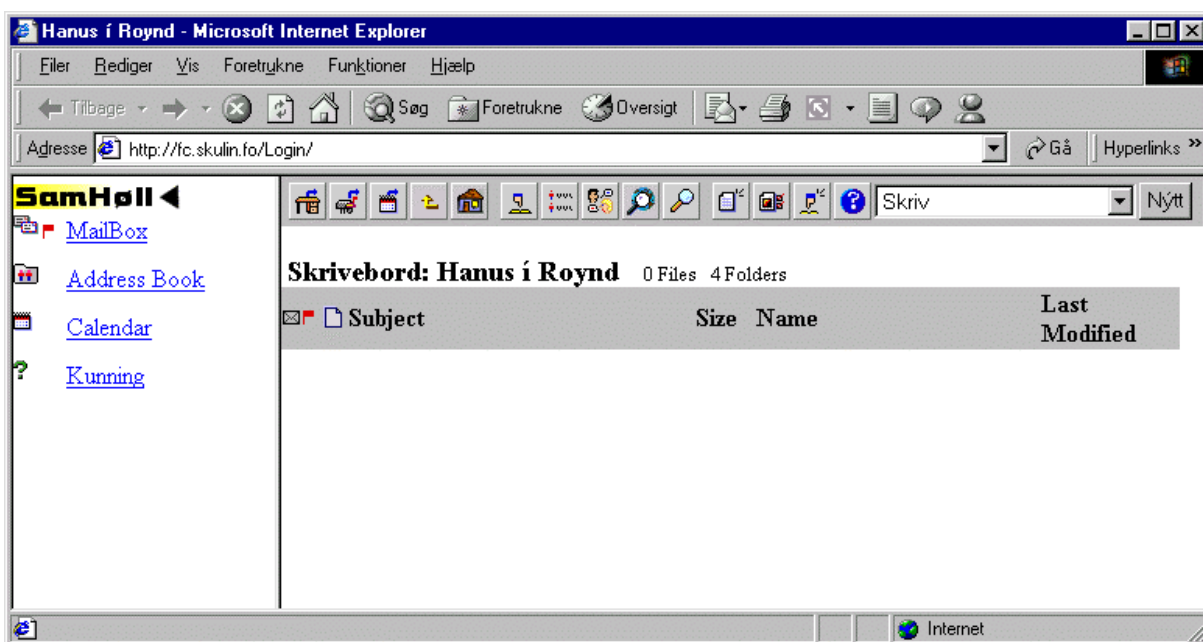 Hanus í Roynd - Microsoft Internet Explorer
Filer Rediger Vis Foretrukne Funktioner Hjælp
Tilbage Søg Foretrukne Oversigt
Adresse http://fc.skulin.fo/Login/ Gå Hyperlinks »
SamHøll
MailBox
Address Book
Calendar
Kunning
Skriv Nýtt
Skrivebord: Hanus í Roynd 0 Files 4 Folders
Subject Size Name Last
Modified
Internet